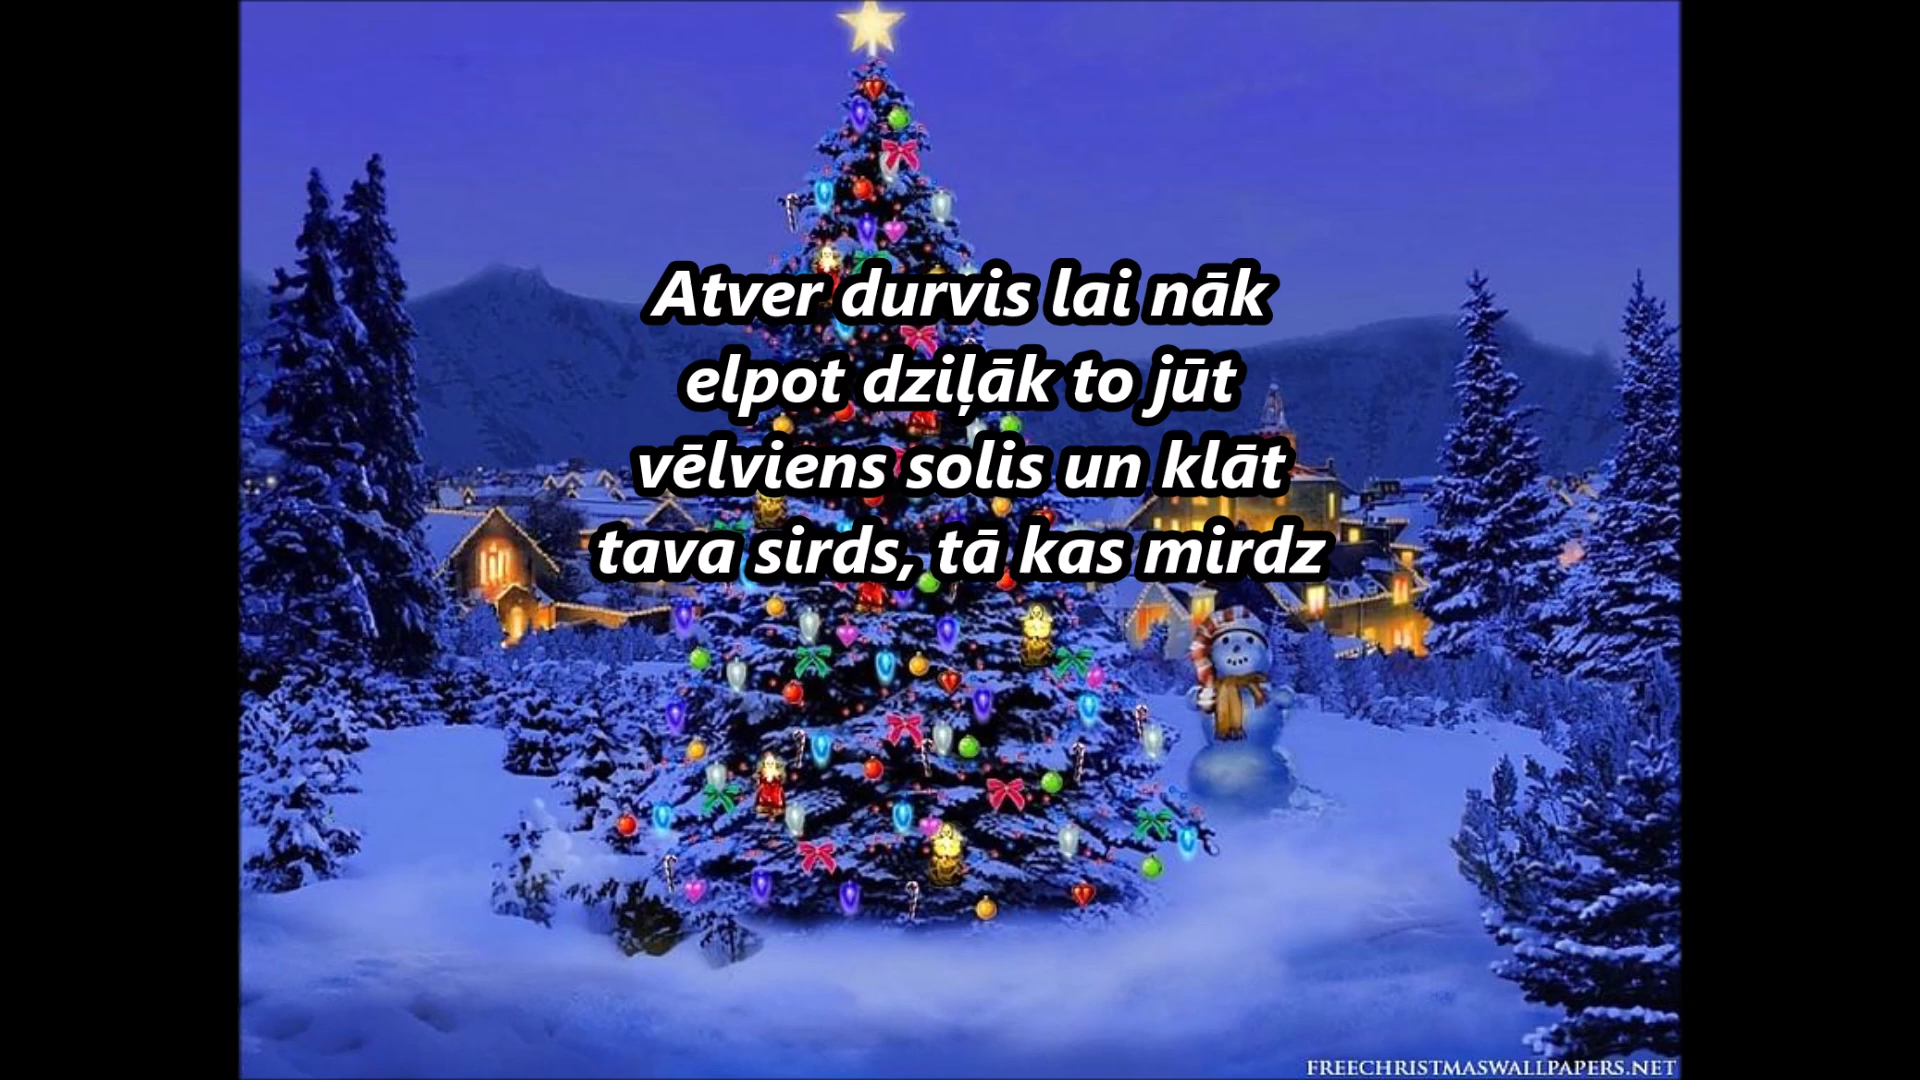 Atver durvis lai nāk
elpot dziļāk to jūt
vēlviens solis un klāt
tava sirds, tā kas mirdz
FREECHRISTMASWALLPAPERS.NET